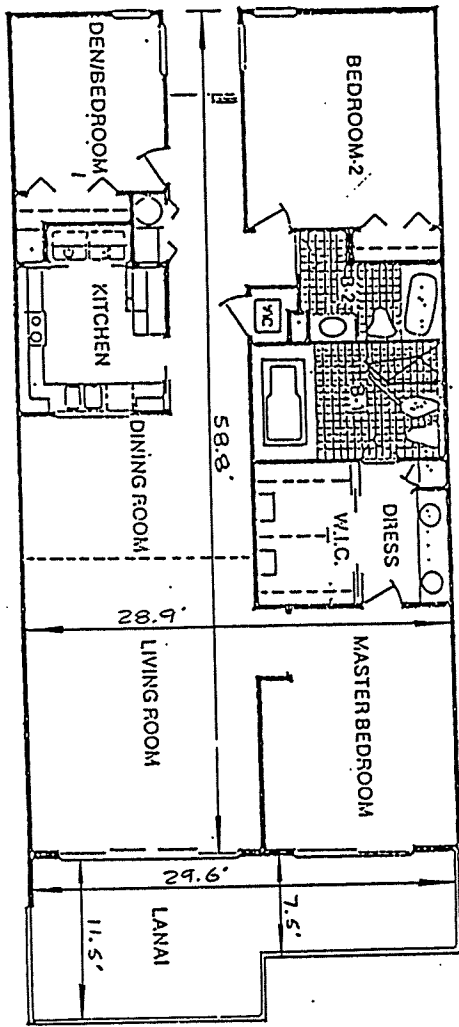 DEN/BEDROOM
BEDROOM-2
KITCHEN
A/C
B-2
B-1
58.8'
DINING ROOM
W.I.C.
DRESS
28.9'
LIVING ROOM
MASTER BEDROOM
29.6'
7.5'
11.5'
LANAI